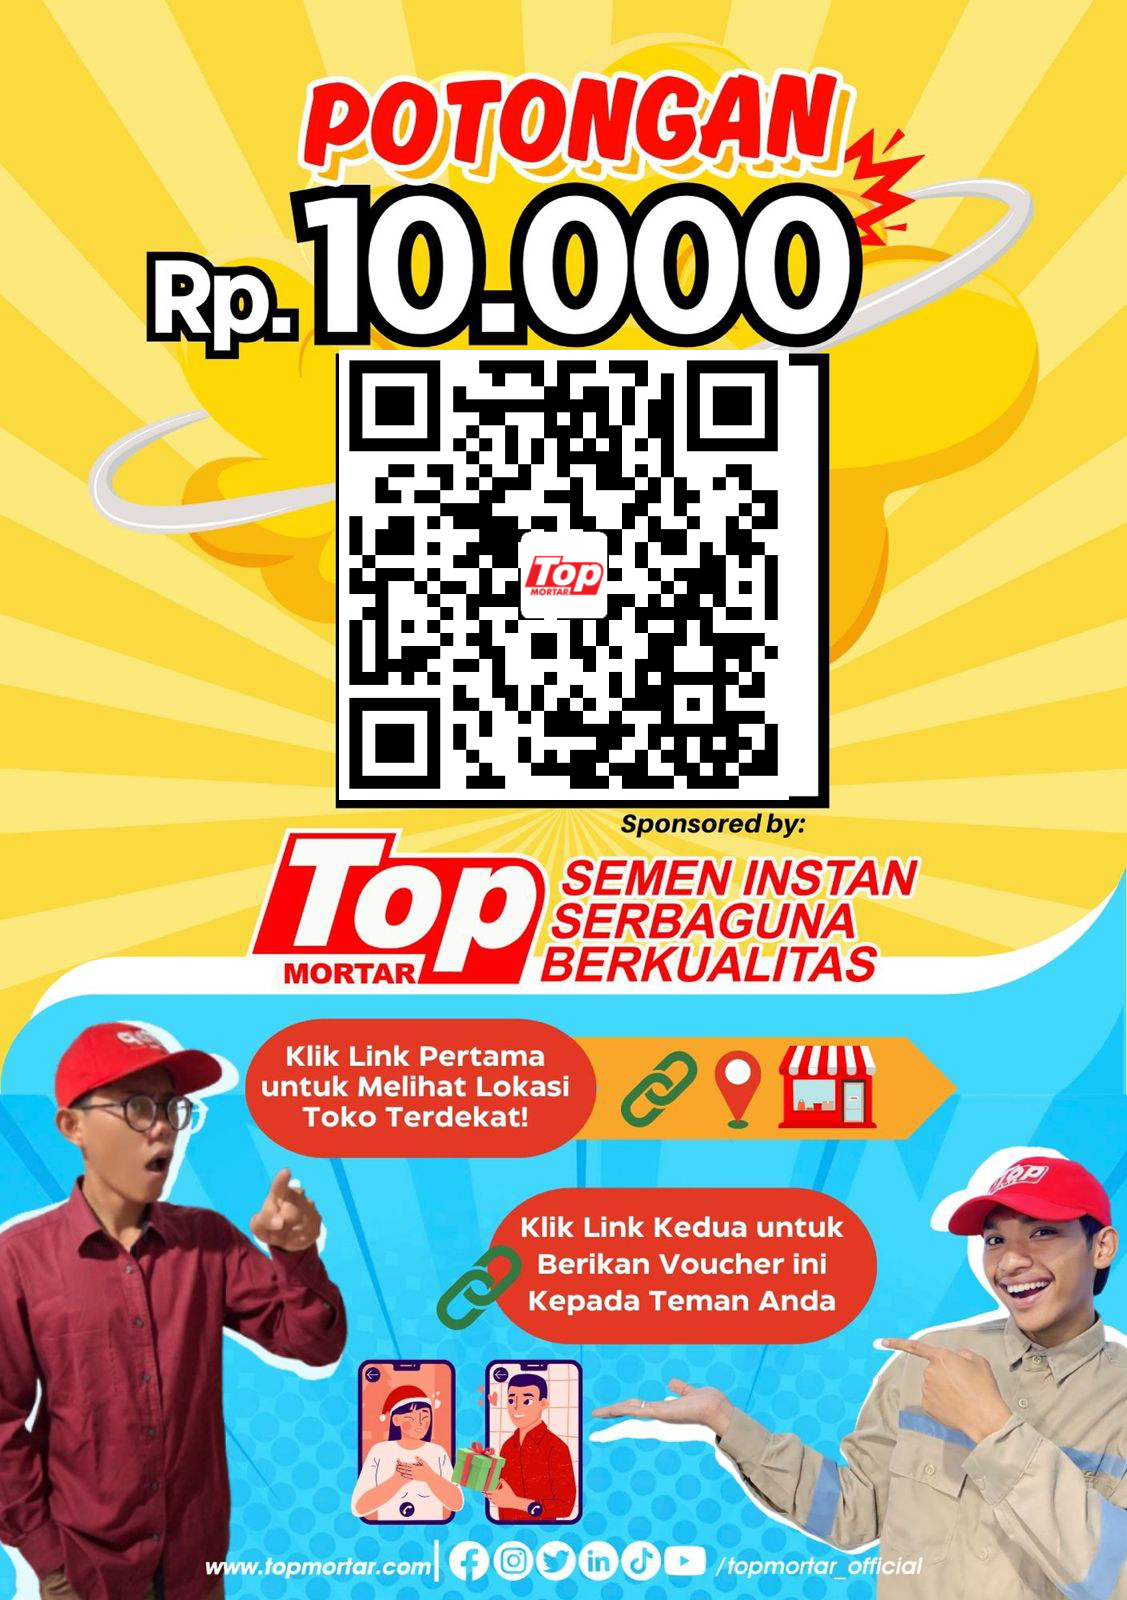 POTONGAN
Rp. 10.000
Top
MORTAR
Sponsored by:
Top
MORTAR
SEMEN INSTAN
SERBAGUNA
BERKUALITAS
Klik Link Pertama
untuk Melihat Lokasi
Toko Terdekat!
Top
Klik Link Kedua untuk
Berikan Voucher ini
Kepada Teman Anda
www.topmortar.com
/topmortar_official